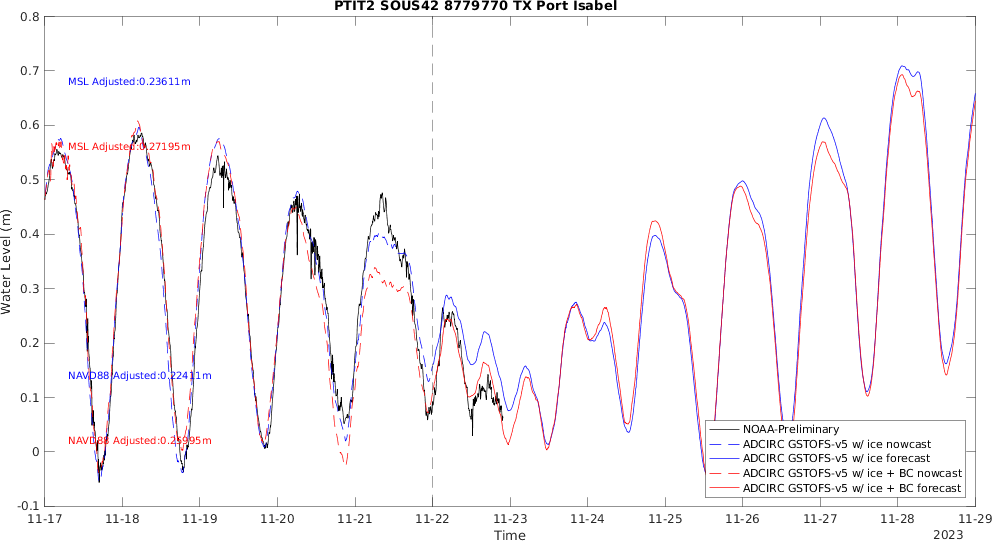 PTIT2 SOUS42 8779770 TX Port Isabel
0.8
0.7
0.6
0.5
0.4
0.3
0.2
0.1
0
-0.1
Water Level (m)
MSL Adjusted:0.23611m
MSL Adjusted:0.27195m
NAVD88 Adjusted:0.22411m
NAVD88 Adjusted:0.25995m
NOAA-Preliminary
ADCIRC GSTOFS-v5 w/ ice nowcast
ADCIRC GSTOFS-v5 w/ ice forecast
ADCIRC GSTOFS-v5 w/ ice + BC nowcast
ADCIRC GSTOFS-v5 w/ ice + BC forecast
11-17 11-18 11-19 11-20 11-21 11-22 11-23 11-24 11-25 11-26 11-27 11-28 11-29
Time
2023